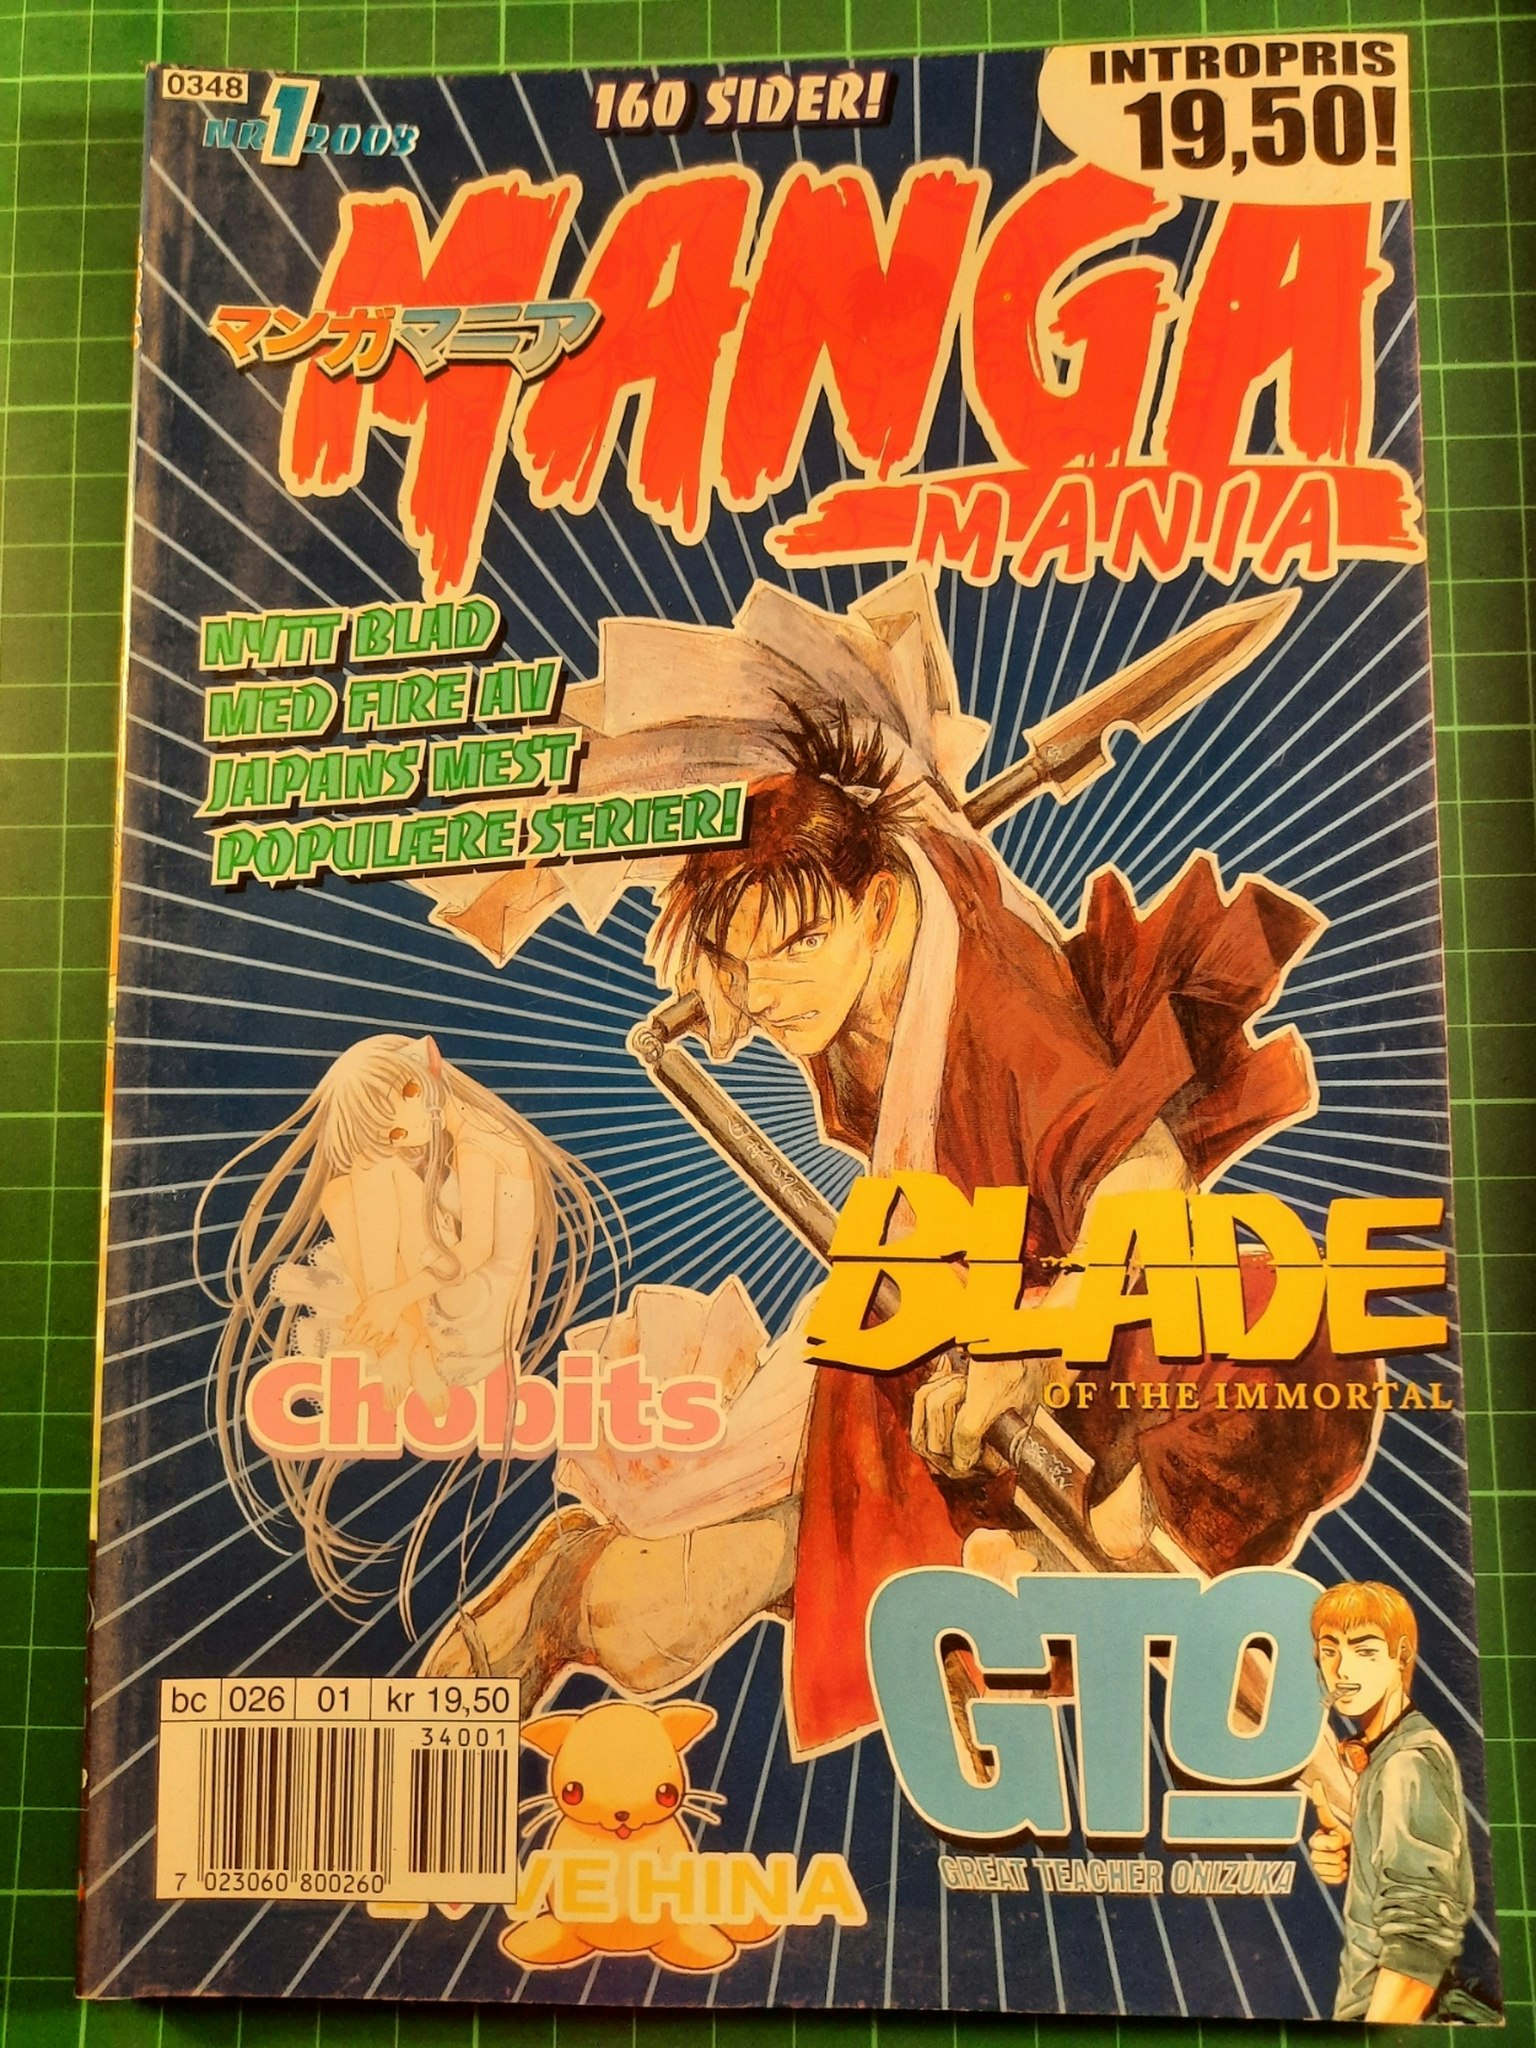 0348
NR 1 2003
160 SIDER!
INTROPRIS
19,50!
MANGA
マンガマニア
MANIA
NYTT BLAD
MED FIRE AV
JAPANS MEST
POPULÆRE SERIER!
BLADE
OF THE IMMORTAL
Chobits
GTO
GREAT TEACHER ONIZUKA
bc 026 01 kr 19,50
34001
7 023060 800260
HINA